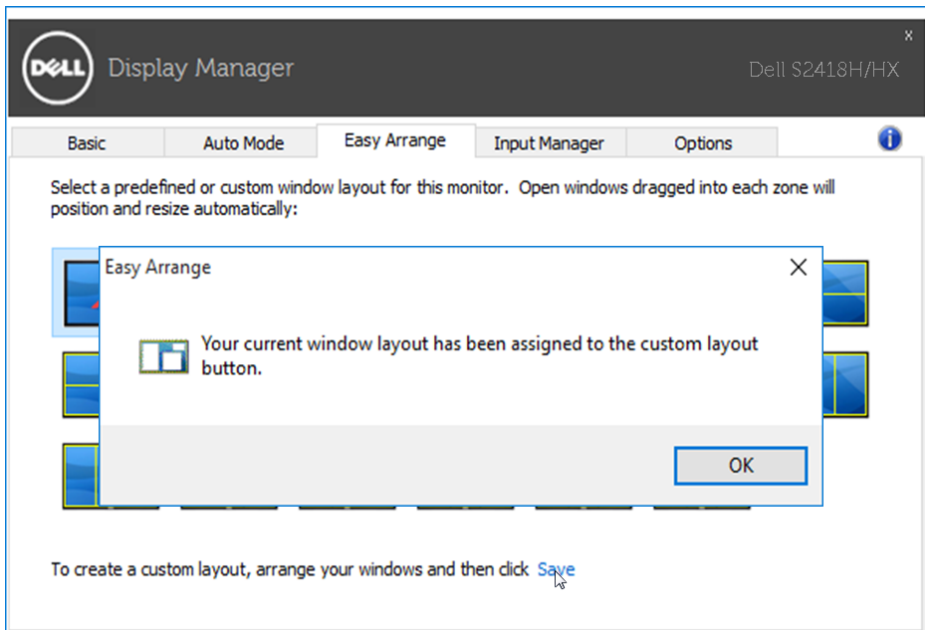 DELL
Display Manager
x
Dell S2418H/HX
Basic
Auto Mode
Easy Arrange
Input Manager
Options
Select a predefined or custom window layout for this monitor. Open windows dragged into each zone will
position and resize automatically:
Easy Arrange
Your current window layout has been assigned to the custom layout
button.
OK
To create a custom layout, arrange your windows and then click Save